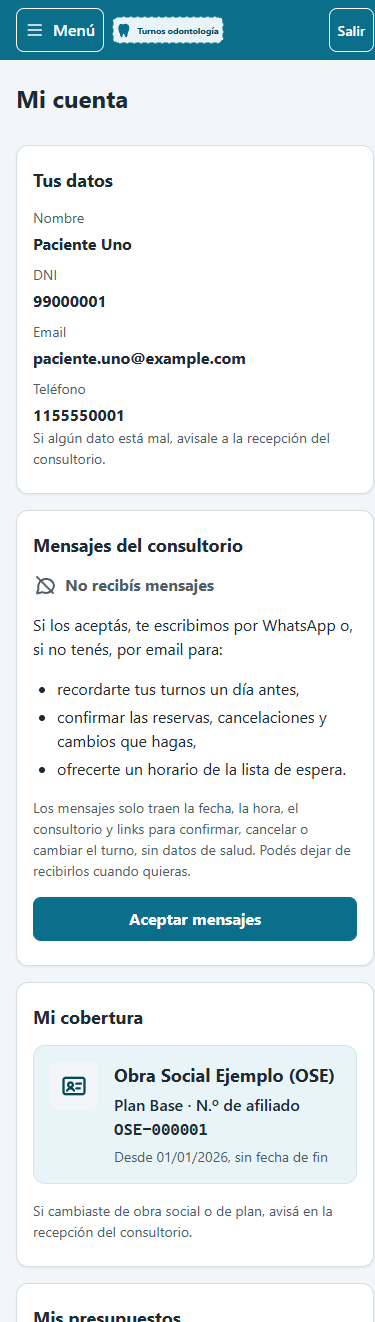 Menú
Turnos odontología
Salir
Mi cuenta
Tus datos
Nombre
Paciente Uno
DNI
99000001
Email
paciente.uno@example.com
Teléfono
1155550001
Si algún dato está mal, avisale a la recepción del
consultorio.
Mensajes del consultorio
No recibís mensajes
Si los aceptás, te escribimos por WhatsApp o,
si no tenés, por email para:
• recordarte tus turnos un día antes,
• confirmar las reservas, cancelaciones y
cambios que hagas,
• ofrecerte un horario de la lista de espera.
Los mensajes solo traen la fecha, la hora, el
consultorio y links para confirmar, cancelar o
cambiar el turno, sin datos de salud. Podés dejar de
recibirlos cuando quieras.
Aceptar mensajes
Mi cobertura
Obra Social Ejemplo (OSE)
Plan Base · N.º de afiliado
OSE-000001
Desde 01/01/2026, sin fecha de fin
Si cambiaste de obra social o de plan, avisá en la
recepción del consultorio.
Mis presupuestos